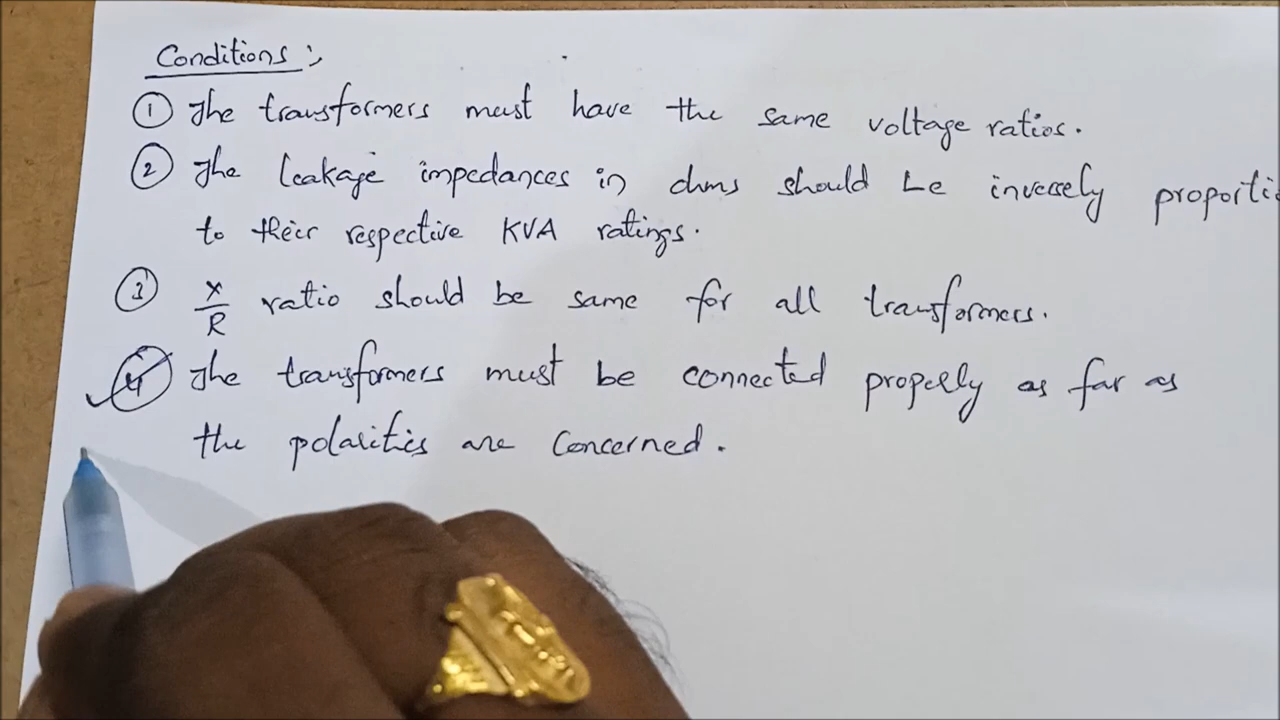 Conditions :-
① The transformers must have the same voltage ratios.
② The leakage impedances in ohms should be inversely proporti
to their respective KVA ratings.
③ X/R ratio should be same for all transformers.
④ The transformers must be connected properly as far as
the polarities are concerned.